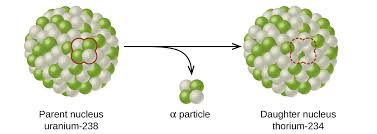 Parent nucleus
uranium-238
α particle
Daughter nucleus
thorium-234